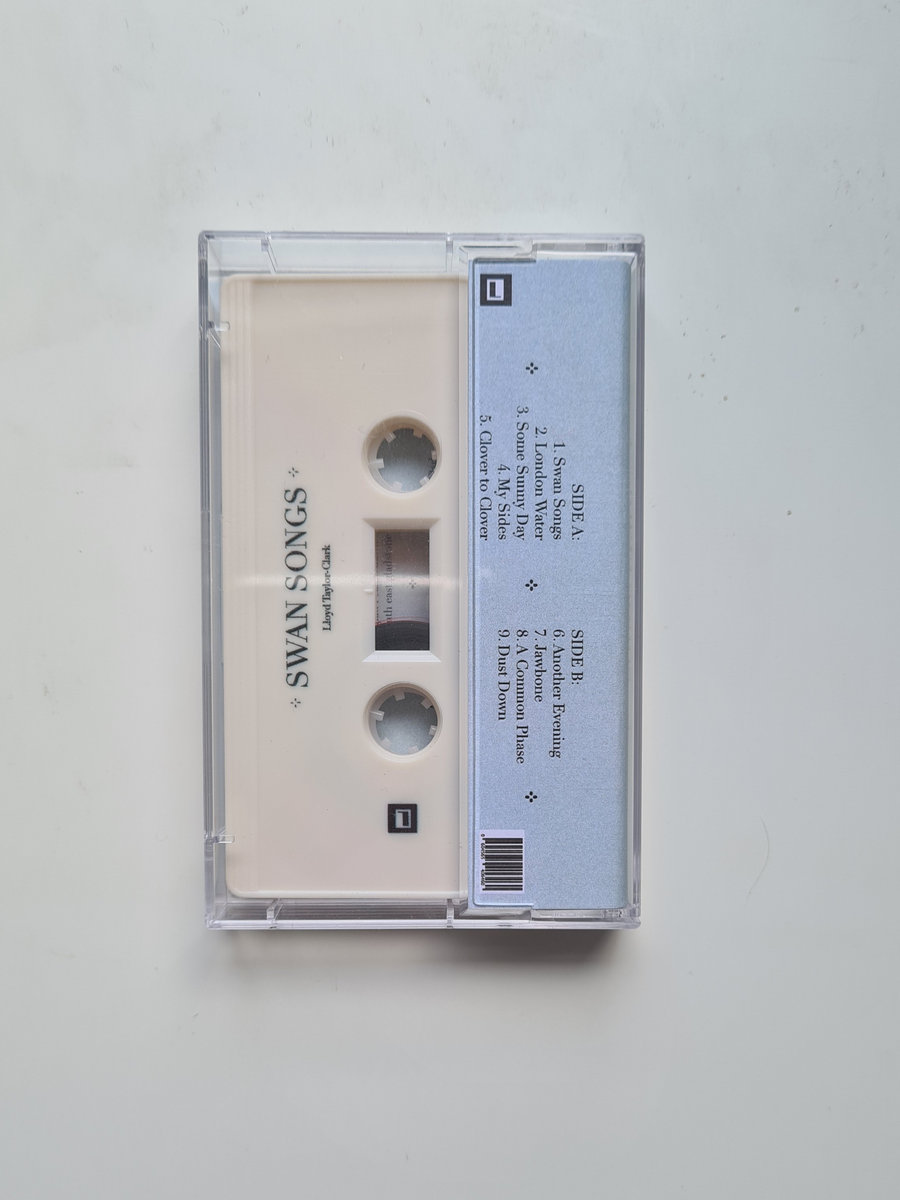 SIDE A:
1. Swan Songs
2. London Water
3. Some Sunny Day
4. My Sides
5. Clover to Clover
SIDE B:
6. Another Evening
7. Jawbone
8. A Common Phase
9. Dust Down
SWAN SONGS
Lloyd Taylor-Clark